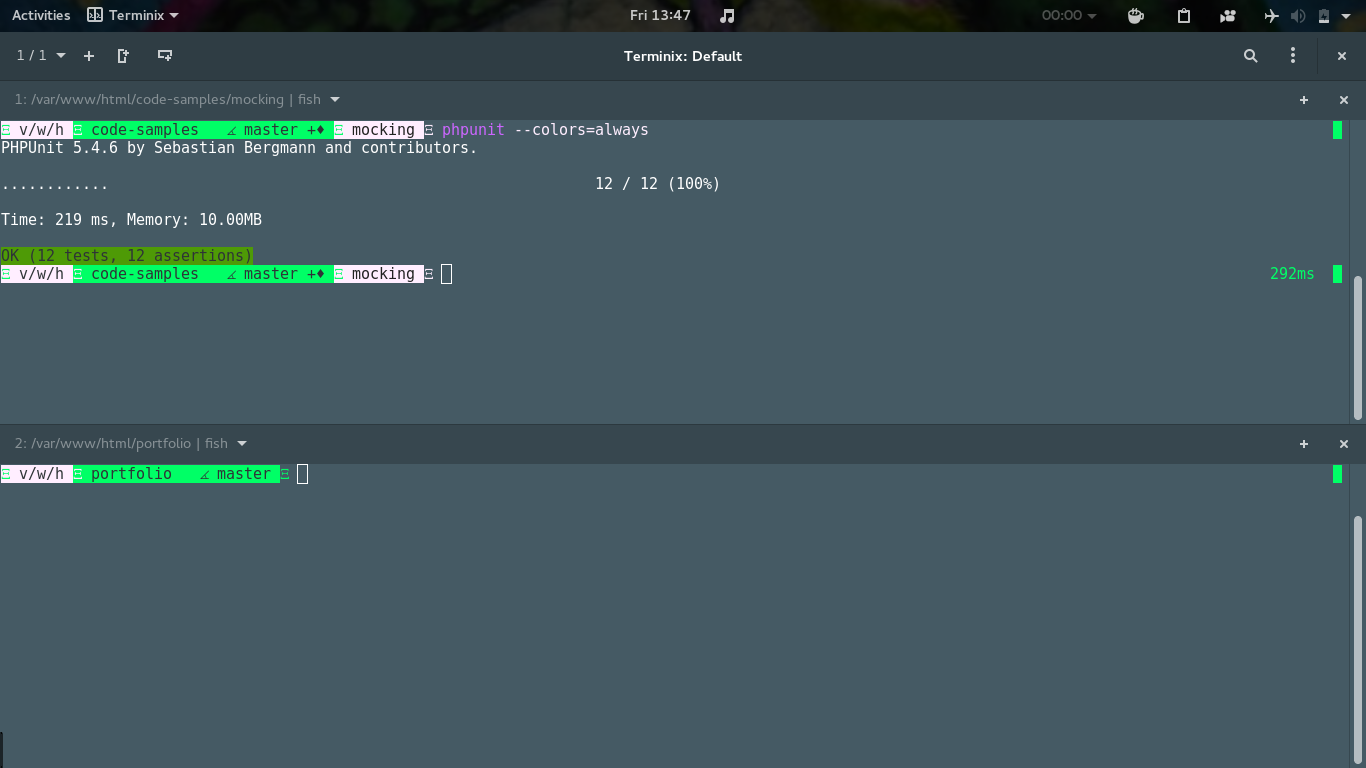 Activities Terminix Fri 13:47 00:00
1 / 1 Terminix: Default
1: /var/www/html/code-samples/mocking | fish
Ξ v/w/h Ξ code-samples ∡ master +♦ Ξ mocking Ξ phpunit --colors=always
PHPUnit 5.4.6 by Sebastian Bergmann and contributors.
............ 12 / 12 (100%)
Time: 219 ms, Memory: 10.00MB
OK (12 tests, 12 assertions)
Ξ v/w/h Ξ code-samples ∡ master +♦ Ξ mocking Ξ 292ms
2: /var/www/html/portfolio | fish
Ξ v/w/h Ξ portfolio ∡ master Ξ